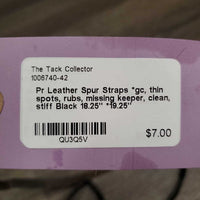 The Tack Collector
1006740-42
Pr Leather Spur Straps *gc, thin
spots, rubs, missing keeper, clean,
stiff Black 18.25" *19.25"
QU3Q5V
$7.00